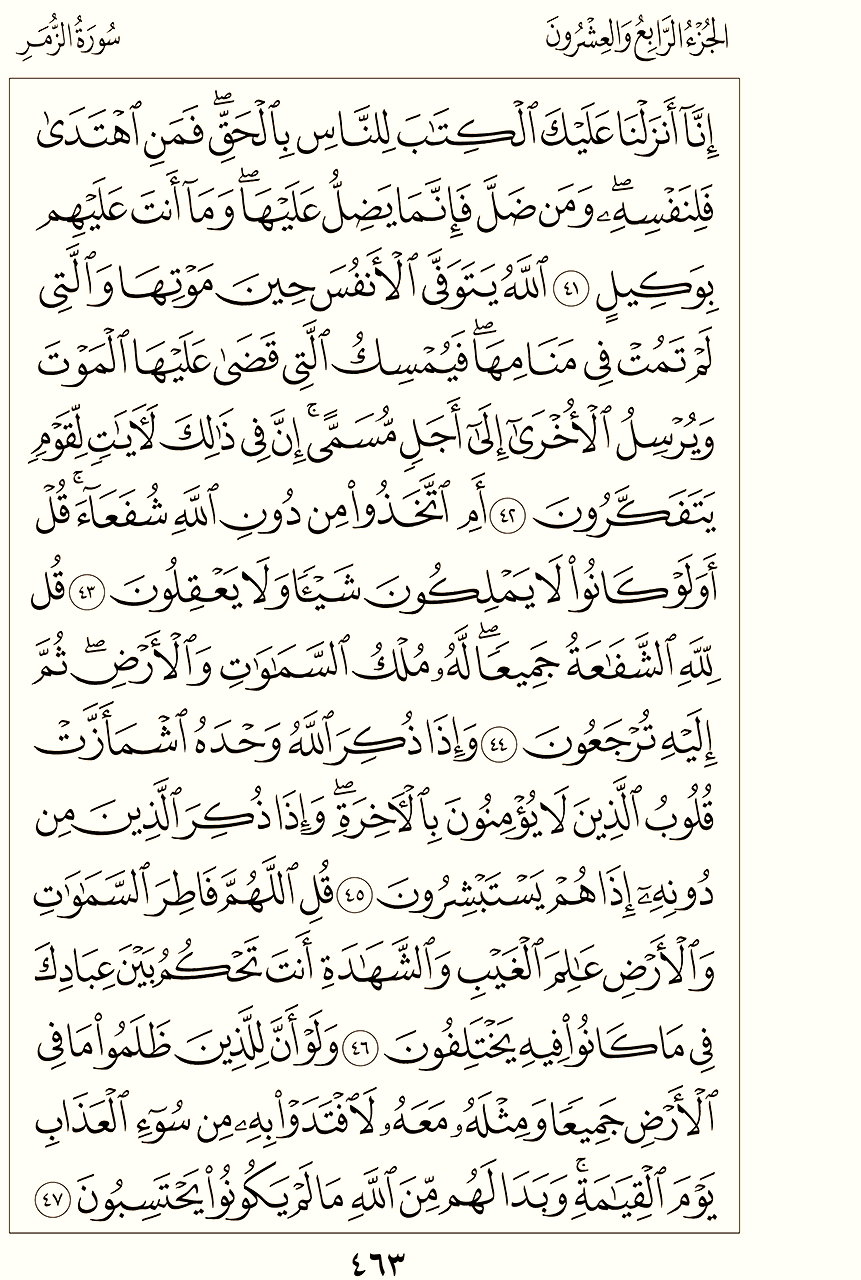 الجُزْءُ الرَّابِعُ وَالعِشْرُونَ سُورَةُ الزُّمَرِ
إِنَّآ أَنزَلْنَا عَلَيْكَ ٱلْكِتَٰبَ لِلنَّاسِ بِٱلْحَقِّۖ فَمَنِ ٱهْتَدَىٰ
فَلِنَفْسِهِۦۖ وَمَن ضَلَّ فَإِنَّمَا يَضِلُّ عَلَيْهَاۖ وَمَآ أَنتَ عَلَيْهِم
بِوَكِيلٍ ٤١ ٱللَّهُ يَتَوَفَّى ٱلْأَنفُسَ حِينَ مَوْتِهَا وَٱلَّتِى
لَمْ تَمُتْ فِى مَنَامِهَاۖ فَيُمْسِكُ ٱلَّتِى قَضَىٰ عَلَيْهَا ٱلْمَوْتَ
وَيُرْسِلُ ٱلْأُخْرَىٰٓ إِلَىٰٓ أَجَلٍ مُّسَمًّىۚ إِنَّ فِى ذَٰلِكَ لَأٓيَٰتٍ لِّقَوْمٍ
يَتَفَكَّرُونَ ٤٢ أَمِ ٱتَّخَذُوا۟ مِن دُونِ ٱللَّهِ شُفَعَآءَۚ قُلْ
أَوَلَوْ كَانُوا۟ لَا يَمْلِكُونَ شَيْـًٔا وَلَا يَعْقِلُونَ ٤٣ قُل
لِّلَّهِ ٱلشَّفَٰعَةُ جَمِيعًاۖ لَّهُۥ مُلْكُ ٱلسَّمَٰوَٰتِ وَٱلْأَرْضِۖ ثُمَّ
إِلَيْهِ تُرْجَعُونَ ٤٤ وَإِذَا ذُكِرَ ٱللَّهُ وَحْدَهُ ٱشْمَأَزَّتْ
قُلُوبُ ٱلَّذِينَ لَا يُؤْمِنُونَ بِٱلْأٓخِرَةِۖ وَإِذَا ذُكِرَ ٱلَّذِينَ مِن
دُونِهِۦٓ إِذَا هُمْ يَسْتَبْشِرُونَ ٤٥ قُلِ ٱللَّهُمَّ فَاطِرَ ٱلسَّمَٰوَٰتِ
وَٱلْأَرْضِ عَٰلِمَ ٱلْغَيْبِ وَٱلشَّهَٰدَةِ أَنتَ تَحْكُمُ بَيْنَ عِبَادِكَ
فِى مَا كَانُوا۟ فِيهِ يَخْتَلِفُونَ ٤٦ وَلَوْ أَنَّ لِلَّذِينَ ظَلَمُوا۟ مَا فِى
ٱلْأَرْضِ جَمِيعًا وَمِثْلَهُۥ مَعَهُۥ لَٱفْتَدَوْا۟ بِهِۦ مِن سُوٓءِ ٱلْعَذَابِ
يَوْمَ ٱلْقِيَٰمَةِۚ وَبَدَا لَهُم مِّنَ ٱللَّهِ مَا لَمْ يَكُونُوا۟ يَحْتَسِبُونَ ٤٧
٤٦٣